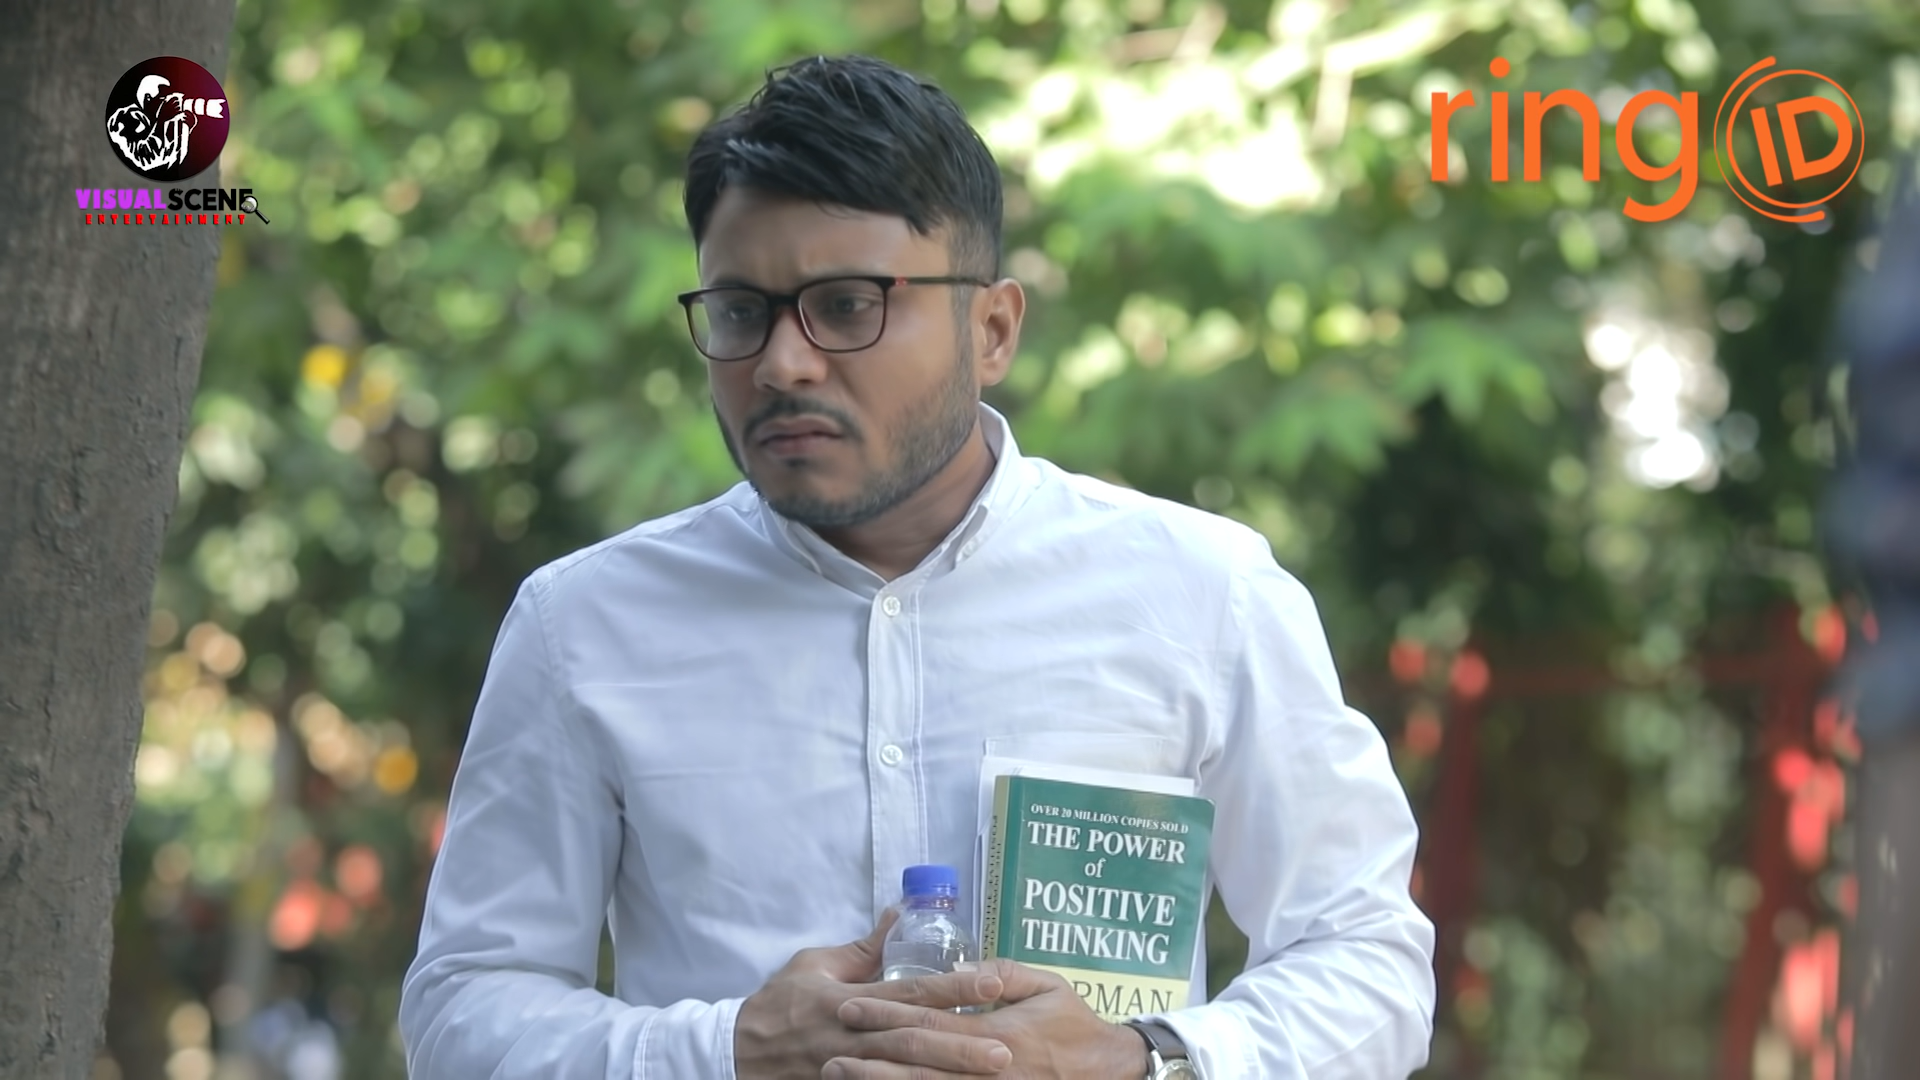 VISUALSCENE
ENTERTAINMENT
ring ID
OVER 20 MILLION COPIES SOLD
THE POWER
of
POSITIVE
THINKING